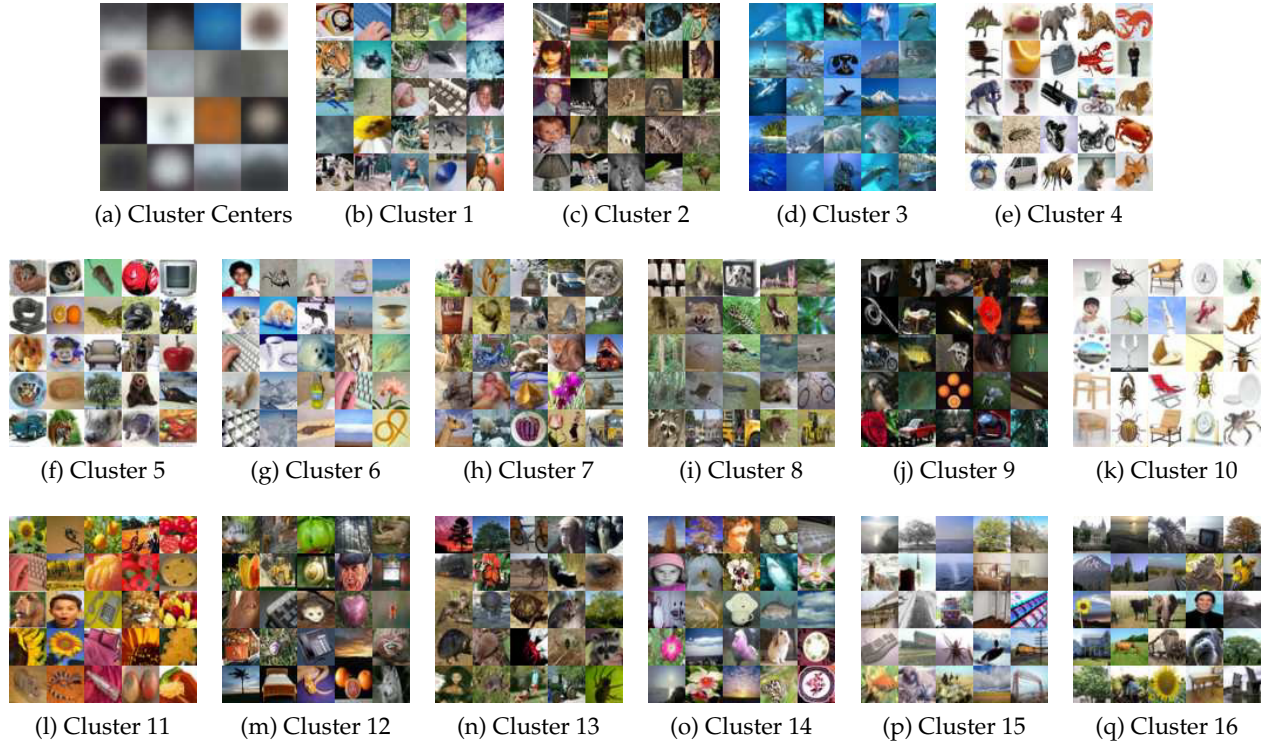 (a) Cluster Centers
(b) Cluster 1
(c) Cluster 2
(d) Cluster 3
(e) Cluster 4
(f) Cluster 5
(g) Cluster 6
(h) Cluster 7
(i) Cluster 8
(j) Cluster 9
(k) Cluster 10
(l) Cluster 11
(m) Cluster 12
(n) Cluster 13
(o) Cluster 14
(p) Cluster 15
(q) Cluster 16